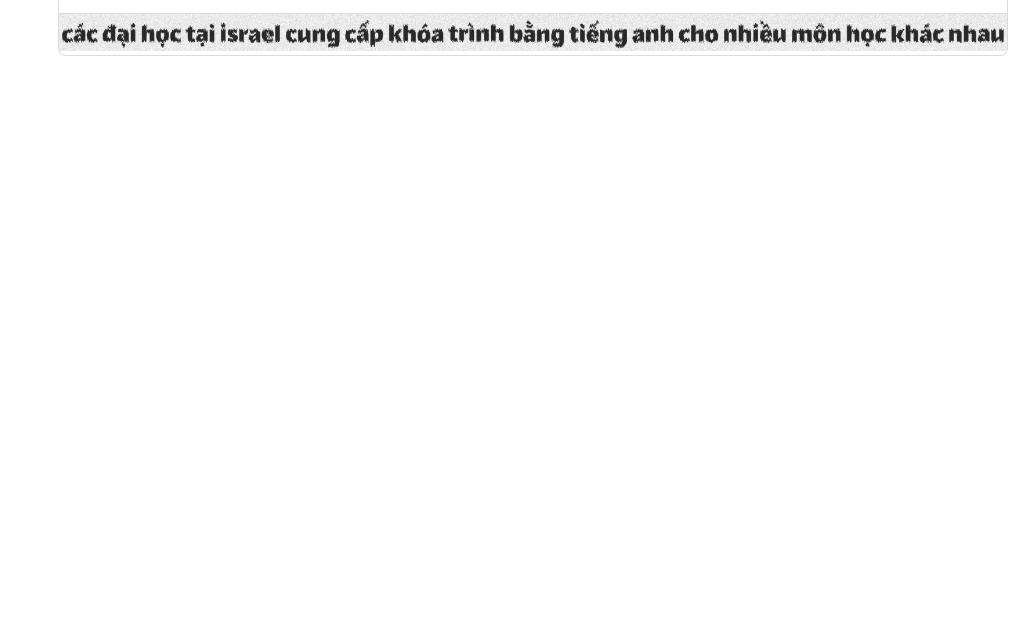 các đại học tại israel cung cấp khóa trình bằng tiếng anh cho nhiều môn học khác nhau